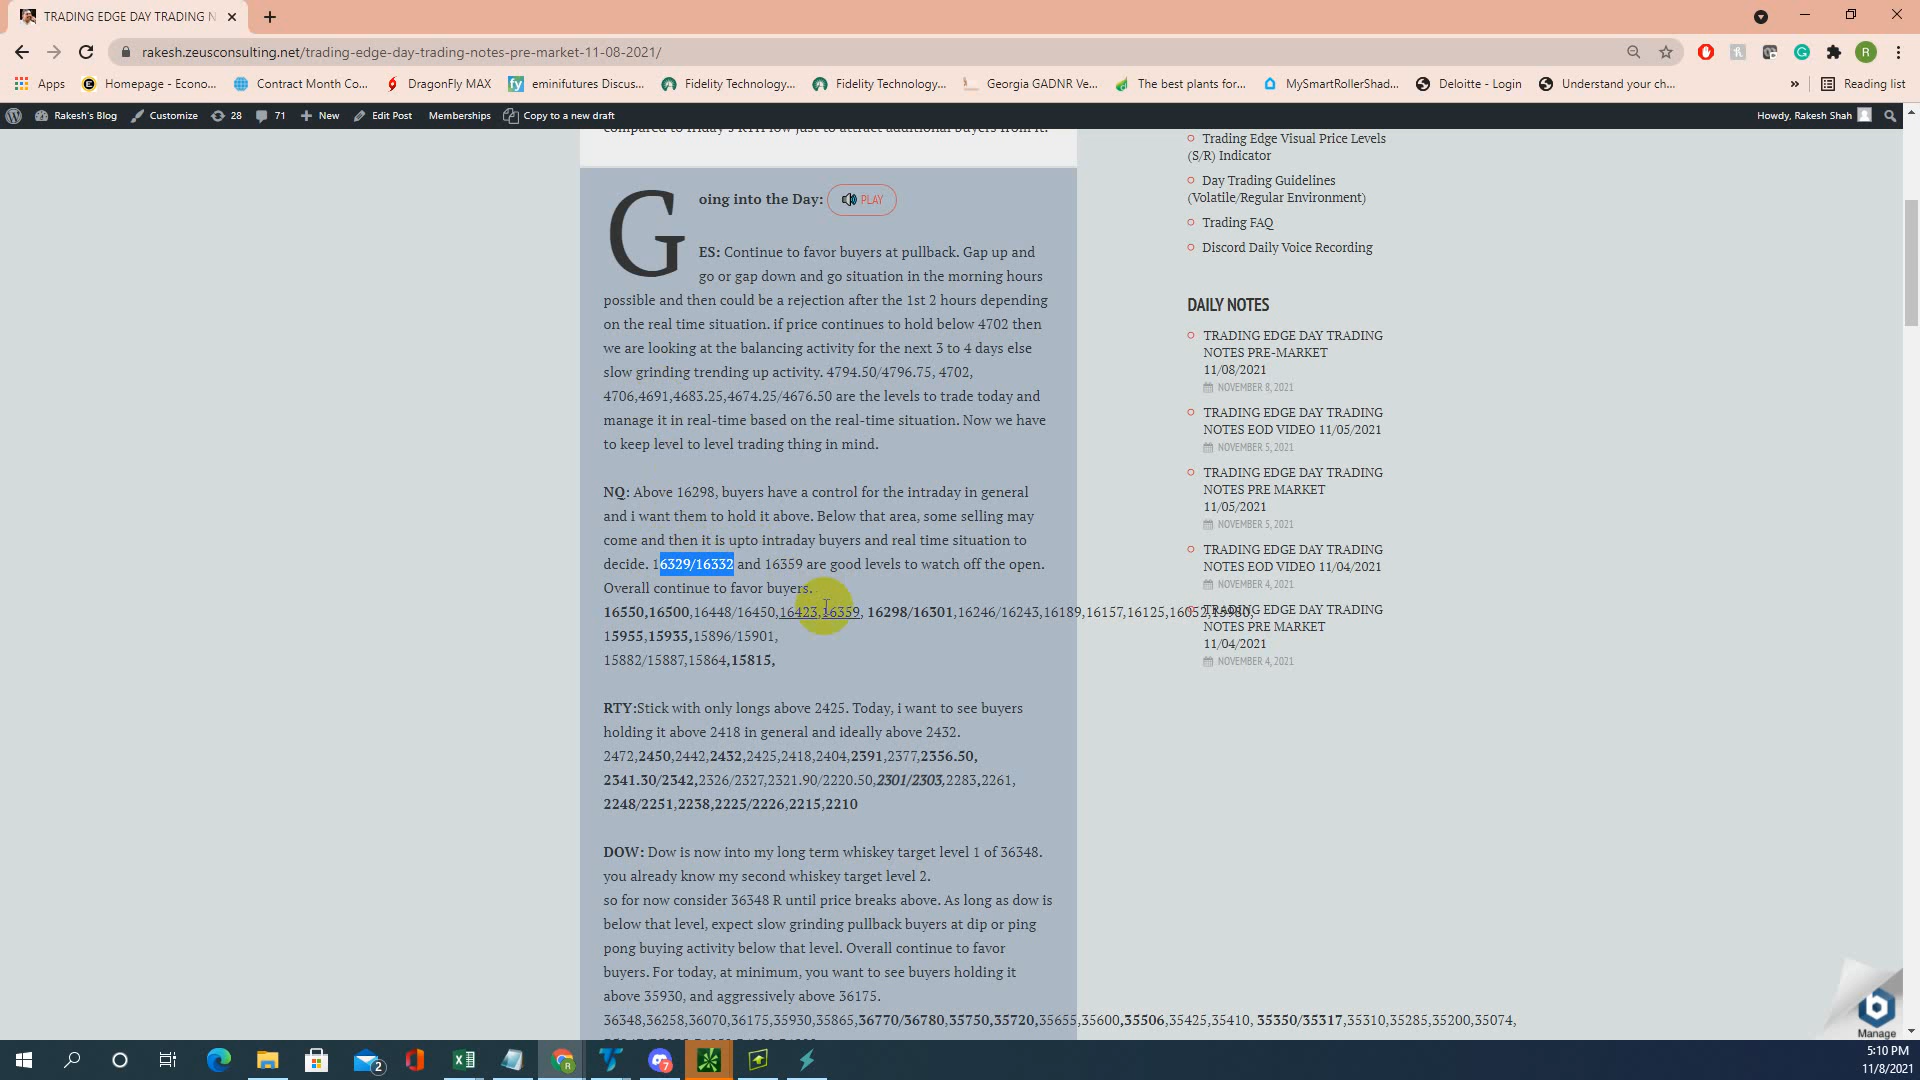 TRADING EDGE DAY TRADING N
rakesh.zeusconsulting.net/trading-edge-day-trading-notes-pre-market-11-08-2021/
R
Apps
Homepage - Econo...
Contract Month Co...
DragonFly MAX
eminifutures Discus...
Fidelity Technology...
Fidelity Technology...
Georgia GADNR Ve...
The best plants for...
MySmartRollerShad...
Deloitte - Login
Understand your ch...
»
Reading list
Rakesh's Blog
Customize
28
71
New
Edit Post
Memberships
Copy to a new draft
Howdy, Rakesh Shah
compared to friday's RTH low just to attract additional buyers from it.
Going into the Day: PLAY
ES: Continue to favor buyers at pullback. Gap up and
go or gap down and go situation in the morning hours
possible and then could be a rejection after the 1st 2 hours depending
on the real time situation. if price continues to hold below 4702 then
we are looking at the balancing activity for the next 3 to 4 days else
slow grinding trending up activity. 4794.50/4796.75, 4702,
4706,4691,4683.25,4674.25/4676.50 are the levels to trade today and
manage it in real-time based on the real-time situation. Now we have
to keep level to level trading thing in mind.
NQ: Above 16298, buyers have a control for the intraday in general
and i want them to hold it above. Below that area, some selling may
come and then it is upto intraday buyers and real time situation to
decide. 16329/16332 and 16359 are good levels to watch off the open.
Overall continue to favor buyers.
16550,16500,16448/16450,16423,16359, 16298/16301,16246/16243,16189,16157,16125,16052,15980,
15955,15935,15896/15901,
15882/15887,15864,15815,
RTY:Stick with only longs above 2425. Today, i want to see buyers
holding it above 2418 in general and ideally above 2432.
2472,2450,2442,2432,2425,2418,2404,2391,2377,2356.50,
2341.30/2342,2326/2327,2321.90/2220.50,2301/2303,2283,2261,
2248/2251,2238,2225/2226,2215,2210
DOW: Dow is now into my long term whiskey target level 1 of 36348.
you already know my second whiskey target level 2.
so for now consider 36348 R until price breaks above. As long as dow is
below that level, expect slow grinding pullback buyers at dip or ping
pong buying activity below that level. Overall continue to favor
buyers. For today, at minimum, you want to see buyers holding it
above 35930, and aggressively above 36175.
36348,36258,36070,36175,35930,35865,36770/36780,35750,35720,35655,35600,35506,35425,35410, 35350/35317,35310,35285,35200,35074,
Trading Edge Visual Price Levels
(S/R) Indicator
Day Trading Guidelines
(Volatile/Regular Environment)
Trading FAQ
Discord Daily Voice Recording
DAILY NOTES
TRADING EDGE DAY TRADING
NOTES PRE-MARKET
11/08/2021
NOVEMBER 8, 2021
TRADING EDGE DAY TRADING
NOTES EOD VIDEO 11/05/2021
NOVEMBER 5, 2021
TRADING EDGE DAY TRADING
NOTES PRE MARKET
11/05/2021
NOVEMBER 5, 2021
TRADING EDGE DAY TRADING
NOTES EOD VIDEO 11/04/2021
NOVEMBER 4, 2021
TRADING EDGE DAY TRADING
NOTES PRE MARKET
11/04/2021
NOVEMBER 4, 2021
b
Manage
2
7
5:10 PM
11/8/2021